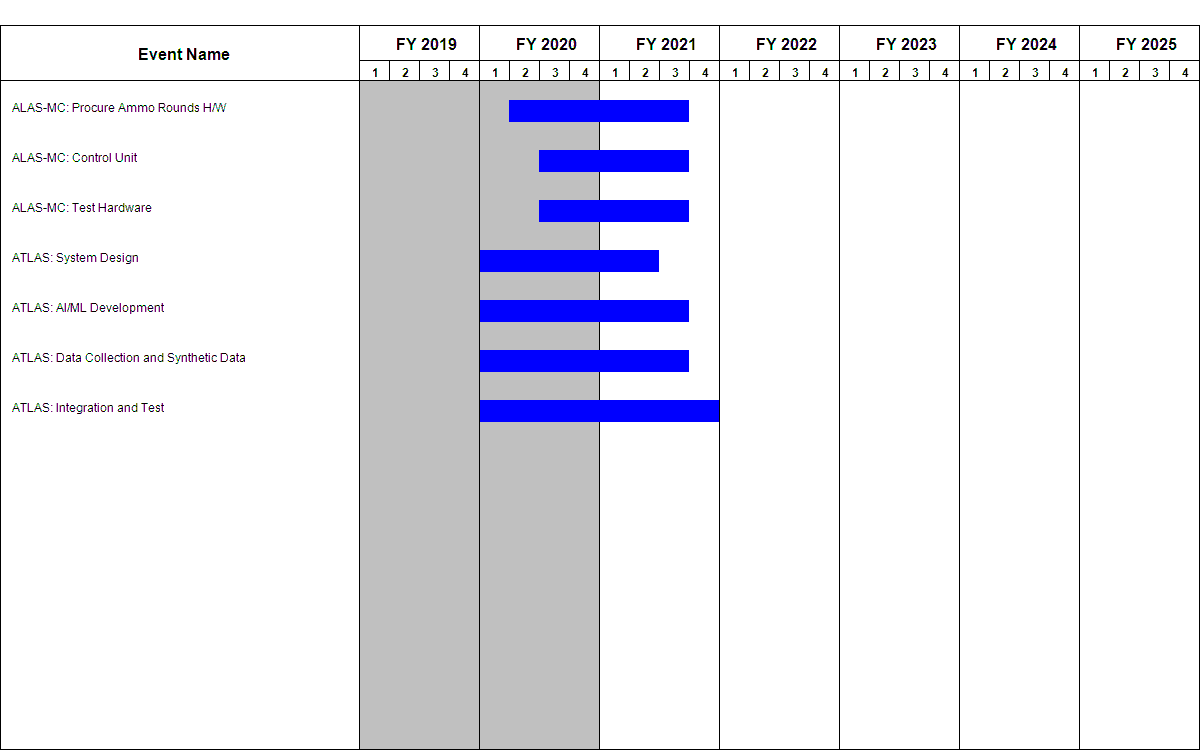 Event Name
FY 2019 FY 2020 FY 2021 FY 2022 FY 2023 FY 2024 FY 2025
1 2 3 4 1 2 3 4 1 2 3 4 1 2 3 4 1 2 3 4 1 2 3 4 1 2 3 4
ALAS-MC: Procure Ammo Rounds H/W
ALAS-MC: Control Unit
ALAS-MC: Test Hardware
ATLAS: System Design
ATLAS: AI/ML Development
ATLAS: Data Collection and Synthetic Data
ATLAS: Integration and Test